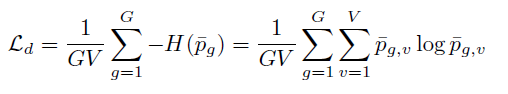 $\mathcal{L}_d = \frac{1}{GV} \sum_{g=1}^{G} -H(\bar{p}_g) = \frac{1}{GV} \sum_{g=1}^{G} \sum_{v=1}^{V} \bar{p}_{g,v} \log \bar{p}_{g,v}$